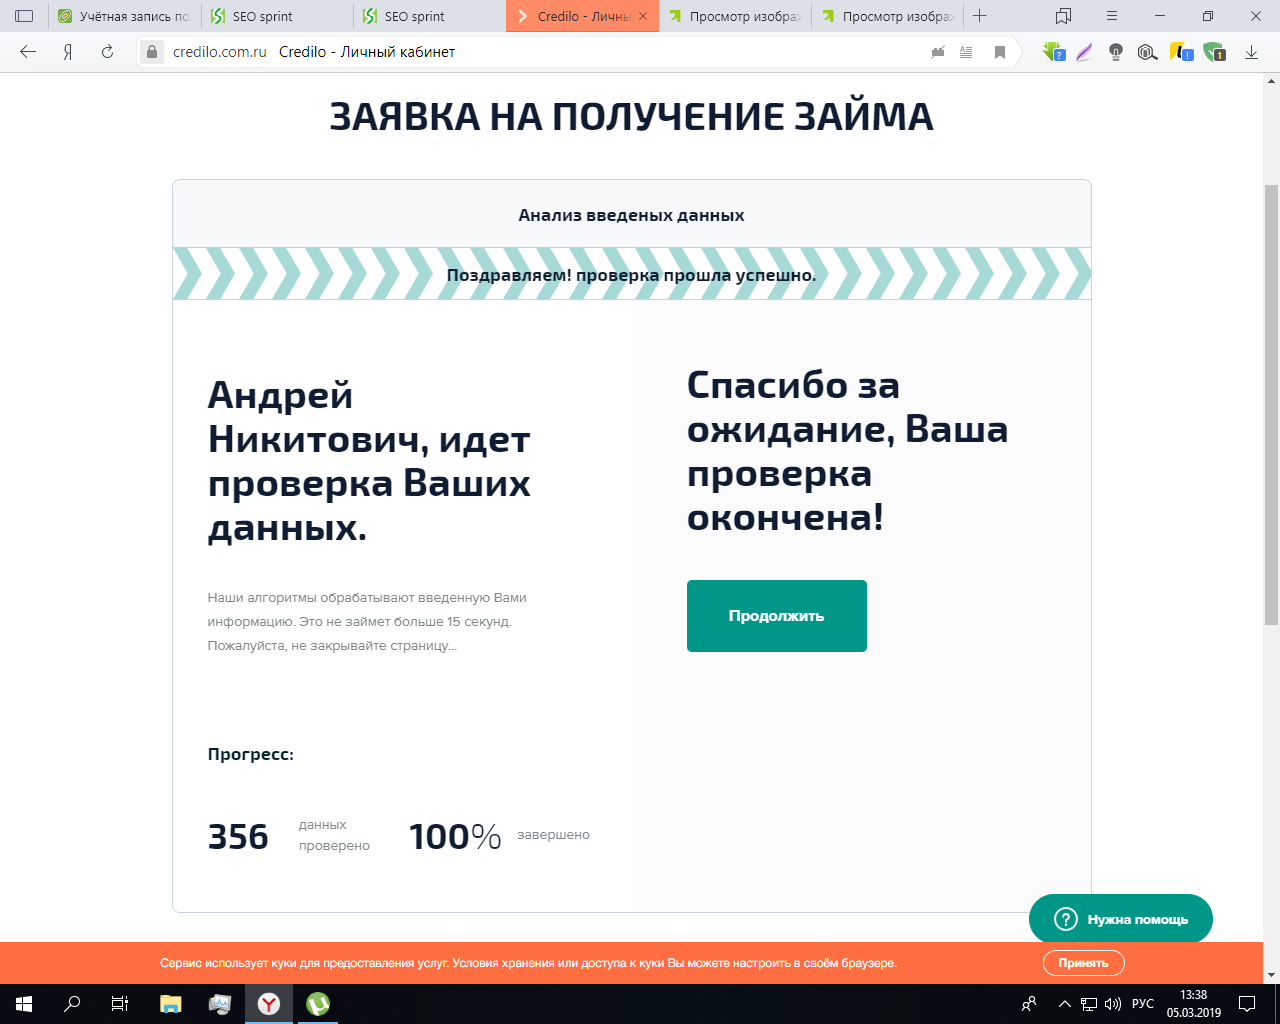 Учётная запись по
SEO sprint
SEO sprint
Credilo - Личны
Просмотр изображ
Просмотр изображ
credilo.com.ru Credilo - Личный кабинет
ЗАЯВКА НА ПОЛУЧЕНИЕ ЗАЙМА
Анализ введеных данных
Поздравляем! проверка прошла успешно.
Андрей
Никитович, идет
проверка Ваших
данных.
Наши алгоритмы обрабатывают введенную Вами
информацию. Это не займет больше 15 секунд.
Пожалуйста, не закрывайте страницу...
Прогресс:
356 данных
проверено
100% завершено
Спасибо за
ожидание, Ваша
проверка
окончена!
Продолжить
Нужна помощь
Сервис использует куки для предоставления услуг. Условия хранения или доступа к куки Вы можете настроить в своём браузере.
Принять
РУС
13:38
05.03.2019